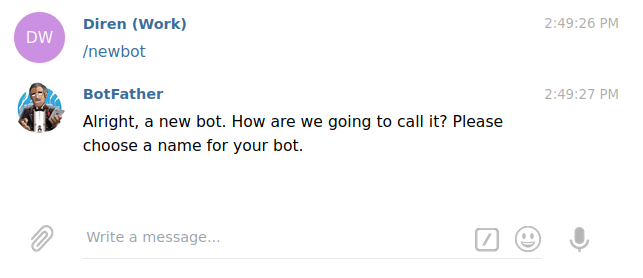 Diren (Work) 2:49:26 PM
DW
/newbot
BotFather 2:49:27 PM
Alright, a new bot. How are we going to call it? Please
choose a name for your bot.
Write a message...